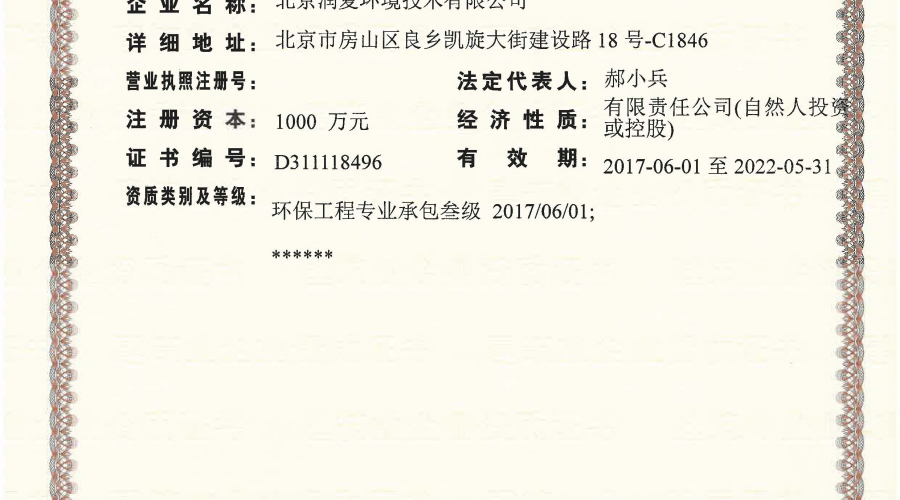 企业名称: 北京润夏环境技术有限公司
详细地址: 北京市房山区良乡凯旋大街建设路 18 号-C1846
营业执照注册号: 法定代表人: 郝小兵
注册资本: 1000 万元 经济性质: 有限责任公司(自然人投资
或控股)
证书编号: D311118496 有效期: 2017-06-01 至 2022-05-31
资质类别及等级:
环保工程专业承包叁级 2017/06/01;
******